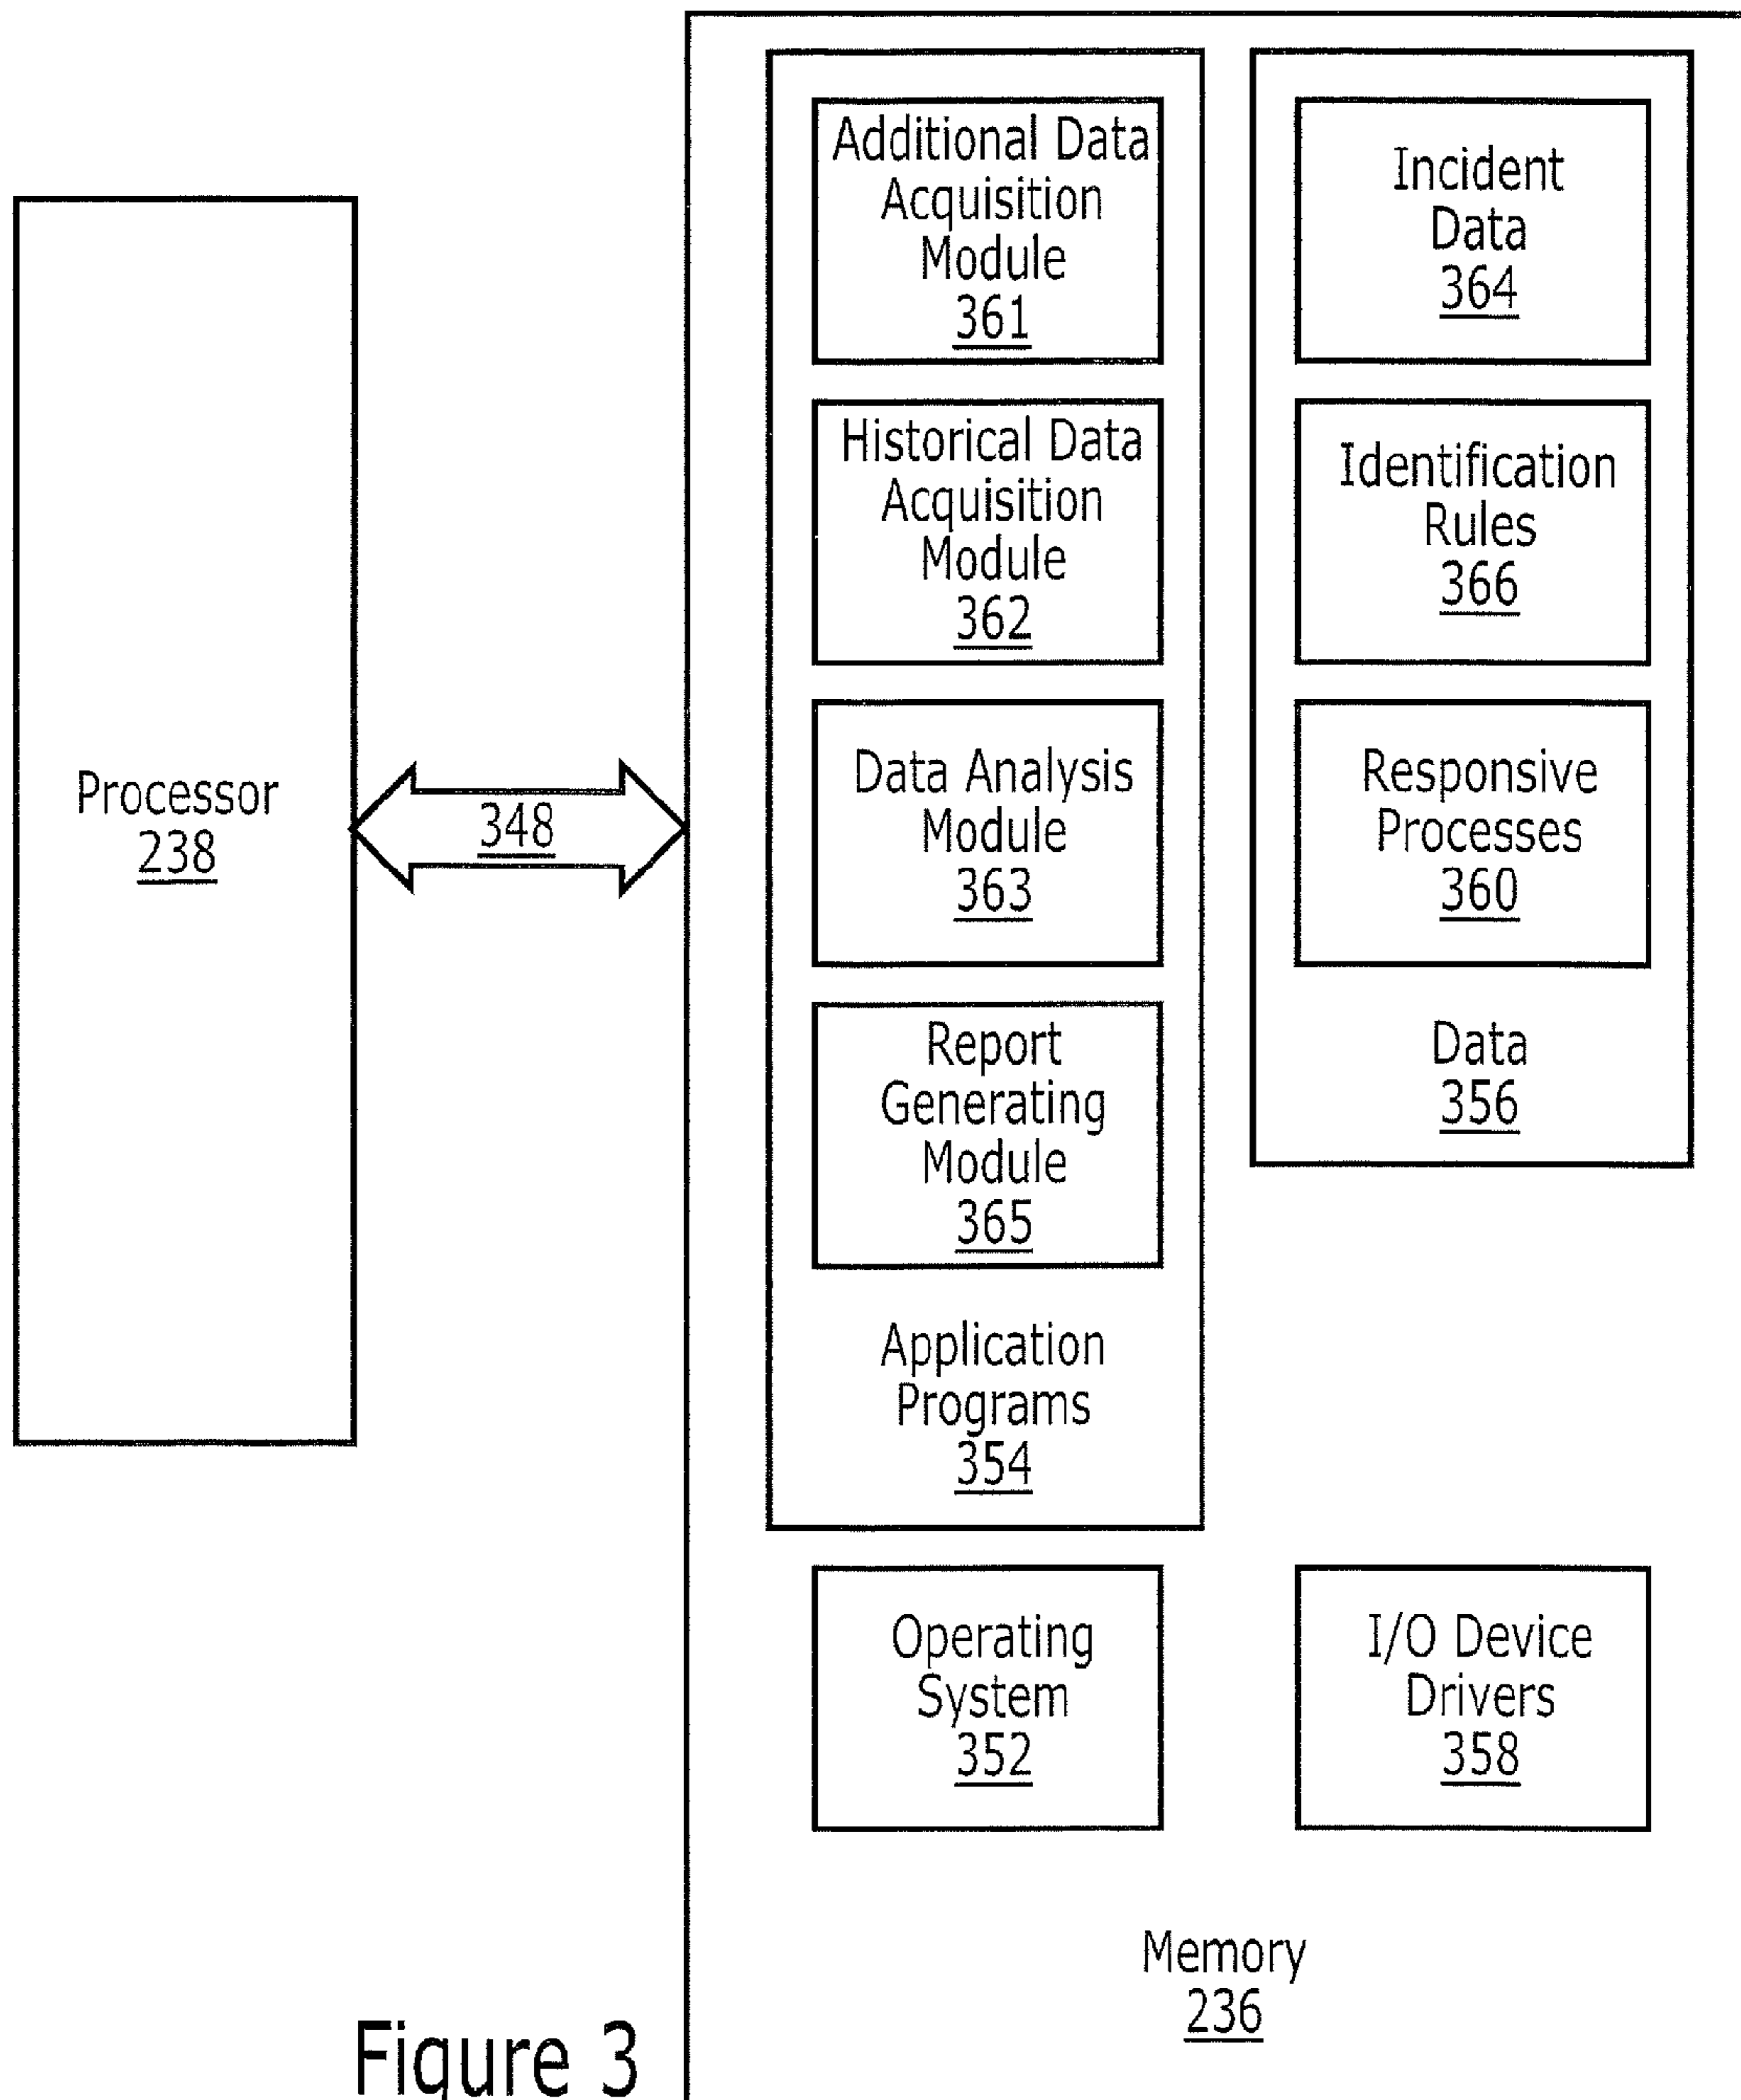 Processor
238
348
Additional Data
Acquisition
Module
361
Historical Data
Acquisition
Module
362
Data Analysis
Module
363
Report
Generating
Module
365
Application
Programs
354
Incident
Data
364
Identification
Rules
366
Responsive
Processes
360
Data
356
Operating
System
352
I/O Device
Drivers
358
Memory
236
Figure 3